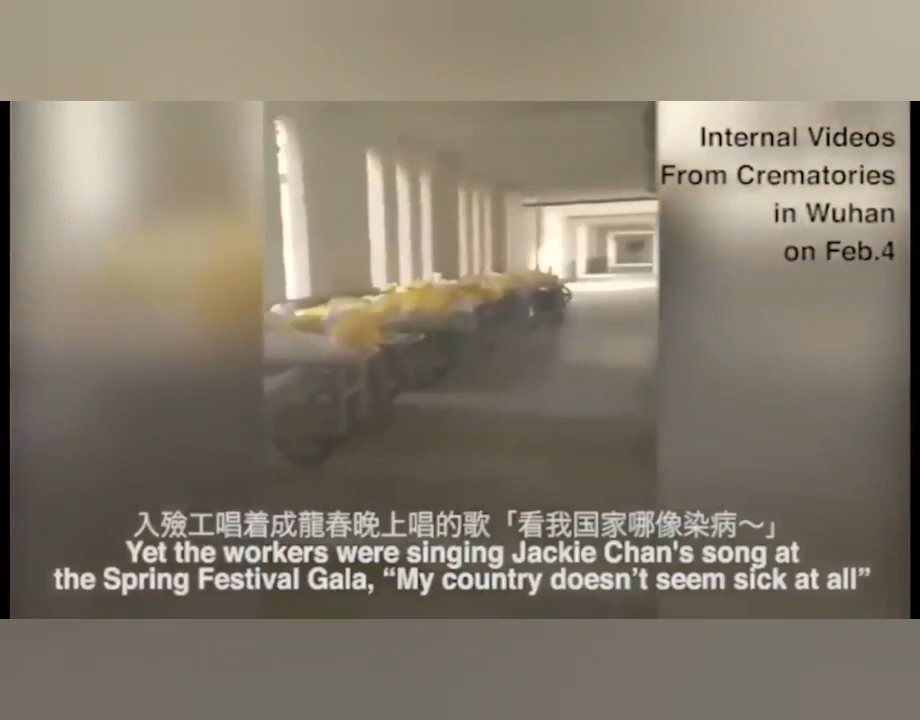 Internal Videos
From Crematories
in Wuhan
on Feb.4
入殮工唱着成龍春晚上唱的歌「看我国家哪像染病～」
Yet the workers were singing Jackie Chan's song at
the Spring Festival Gala, “My country doesn't seem sick at all”